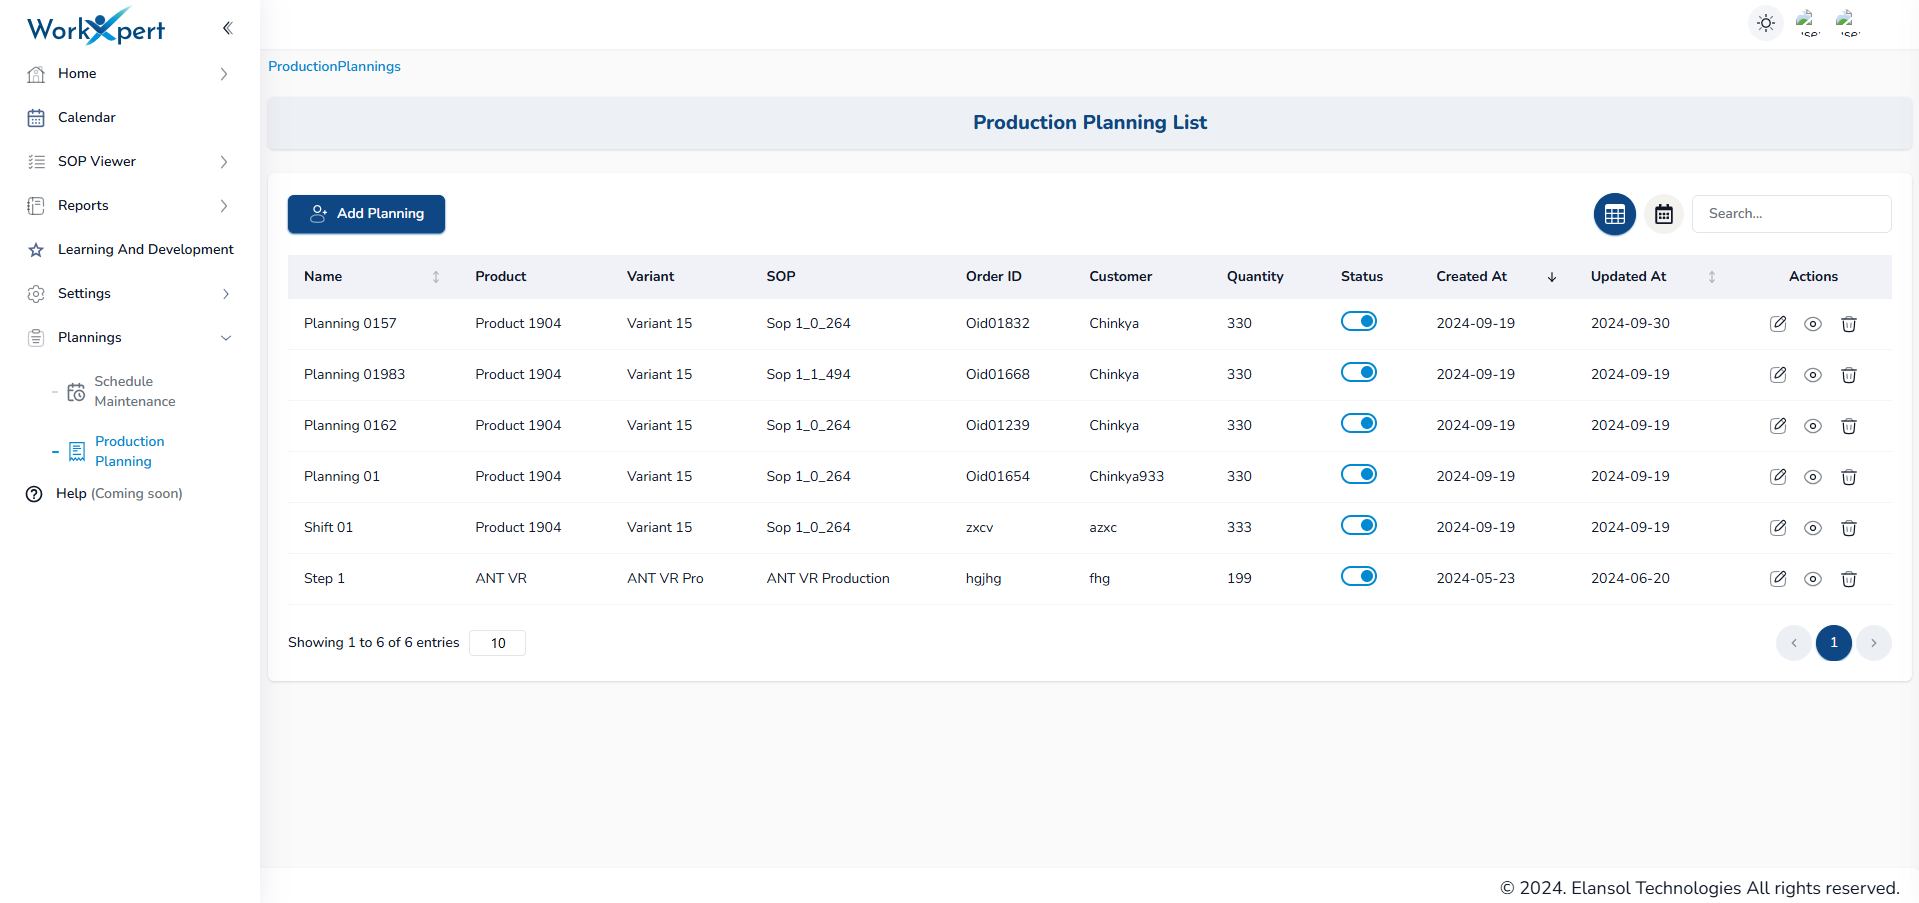 WorkXpert
Home
Calendar
SOP Viewer
Reports
Learning And Development
Settings
Plannings
Schedule
Maintenance
Production
Planning
Help (Coming soon)
ProductionPlannings
Production Planning List
Add Planning
Search...
Name Product Variant SOP Order ID Customer Quantity Status Created At Updated At Actions
Planning 0157 Product 1904 Variant 15 Sop 1_0_264 Oid01832 Chinkya 330 2024-09-19 2024-09-30
Planning 01983 Product 1904 Variant 15 Sop 1_1_494 Oid01668 Chinkya 330 2024-09-19 2024-09-19
Planning 0162 Product 1904 Variant 15 Sop 1_0_264 Oid01239 Chinkya 330 2024-09-19 2024-09-19
Planning 01 Product 1904 Variant 15 Sop 1_0_264 Oid01654 Chinkya933 330 2024-09-19 2024-09-19
Shift 01 Product 1904 Variant 15 Sop 1_0_264 zxcv azxc 333 2024-09-19 2024-09-19
Step 1 ANT VR ANT VR Pro ANT VR Production hgjhg fhg 199 2024-05-23 2024-06-20
Showing 1 to 6 of 6 entries 10
1
© 2024. Elansol Technologies All rights reserved.